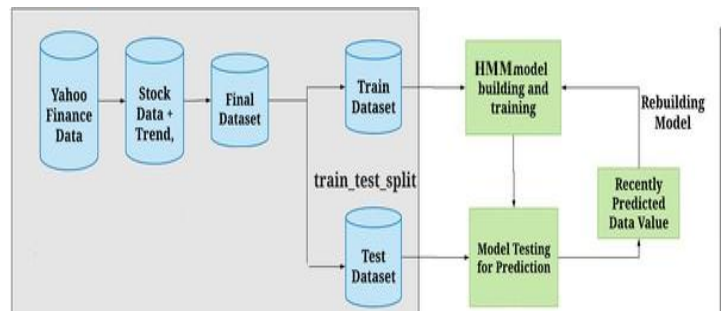 Yahoo
Finance
Data
Stock
Data +
Trend,
Final
Dataset
Train
Dataset
train_test_split
Test
Dataset
HMMmodel
building and
training
Model Testing
for Prediction
Rebuilding
Model
Recently
Predicted
Data Value